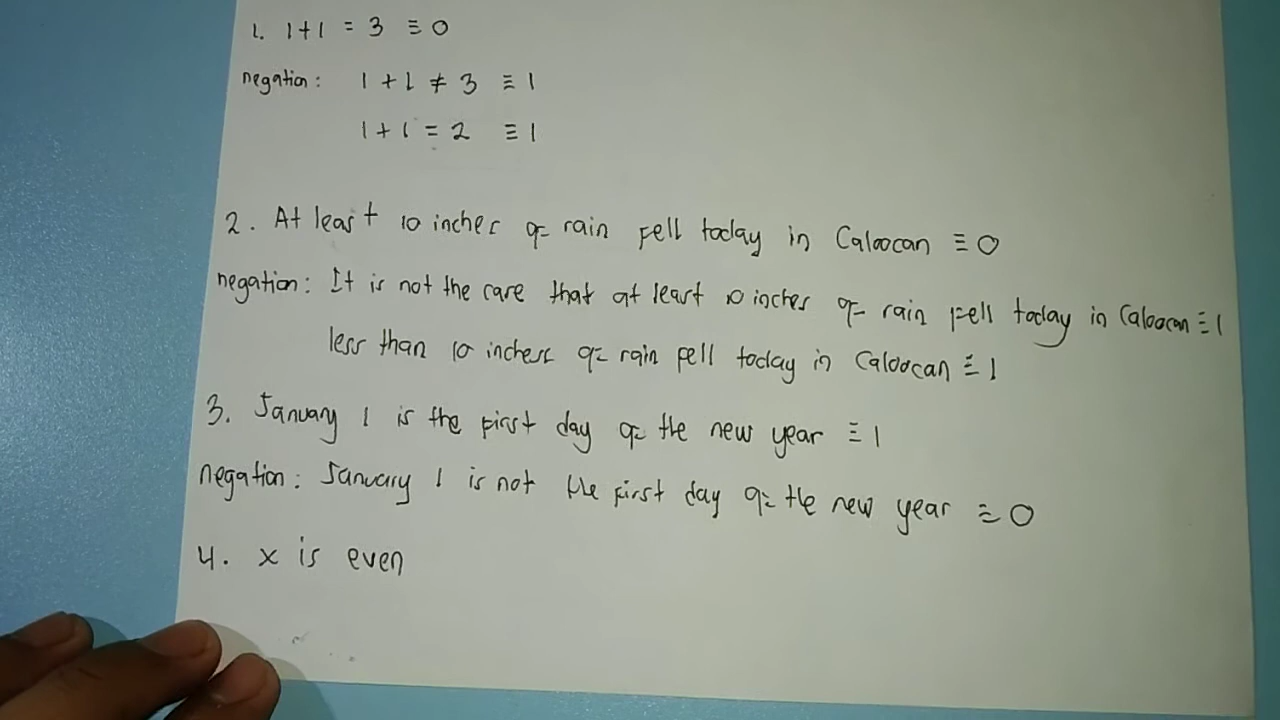 1. 1+1 = 3 ≡ 0
negation: 1 + 1 ≠ 3 ≡ 1
1 + 1 = 2 ≡ 1
2. At least 10 inches of rain fell today in Caloocan ≡ 0
negation: It is not the case that at least 10 inches of rain fell today in Caloocan ≡ 1
less than 10 inches of rain fell today in Caloocan ≡ 1
3. January 1 is the first day of the new year ≡ 1
negation: January 1 is not the first day of the new year ≡ 0
4. x is even